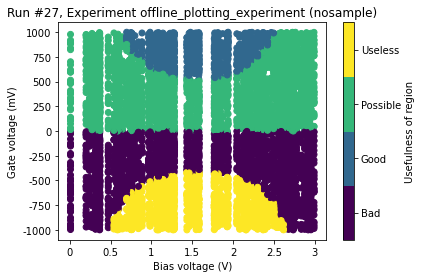 Run #27, Experiment offline_plotting_experiment (nosample)
1000
750
500
250
0
-250
-500
-750
-1000
Gate voltage (mV)
0
0.5
1
1.5
2
2.5
3
Bias voltage (V)
Useless
Possible
Good
Bad
Usefulness of region